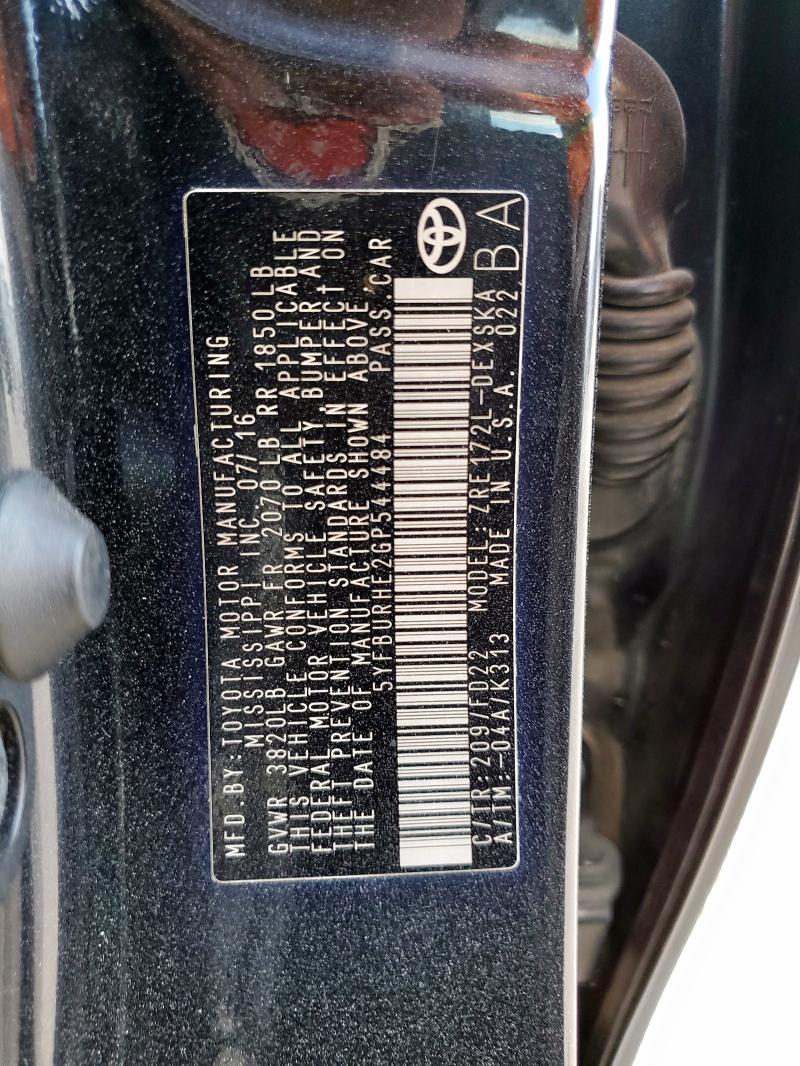 MFD.BY: TOYOTA MOTOR MANUFACTURING
MISSISSIPPI INC. 07/16
GVWR 3820LB GAWR FR 2070LB RR 1850LB
THIS VEHICLE CONFORMS TO ALL APPLICABLE
FEDERAL MOTOR VEHICLE SAFETY BUMPER,AND
THEFT PREVENTION STANDARDS IN EFFECT ON
THE DATE OF MANUFACTURE SHOWN ABOVE.
5YFBURHE2GP544484 PASS.CAR
C/TR:209/FD22 MODEL: ZRE172L-DEXSKA
A/TM:-04A/K313 MADE IN U.S.A. 022
BA